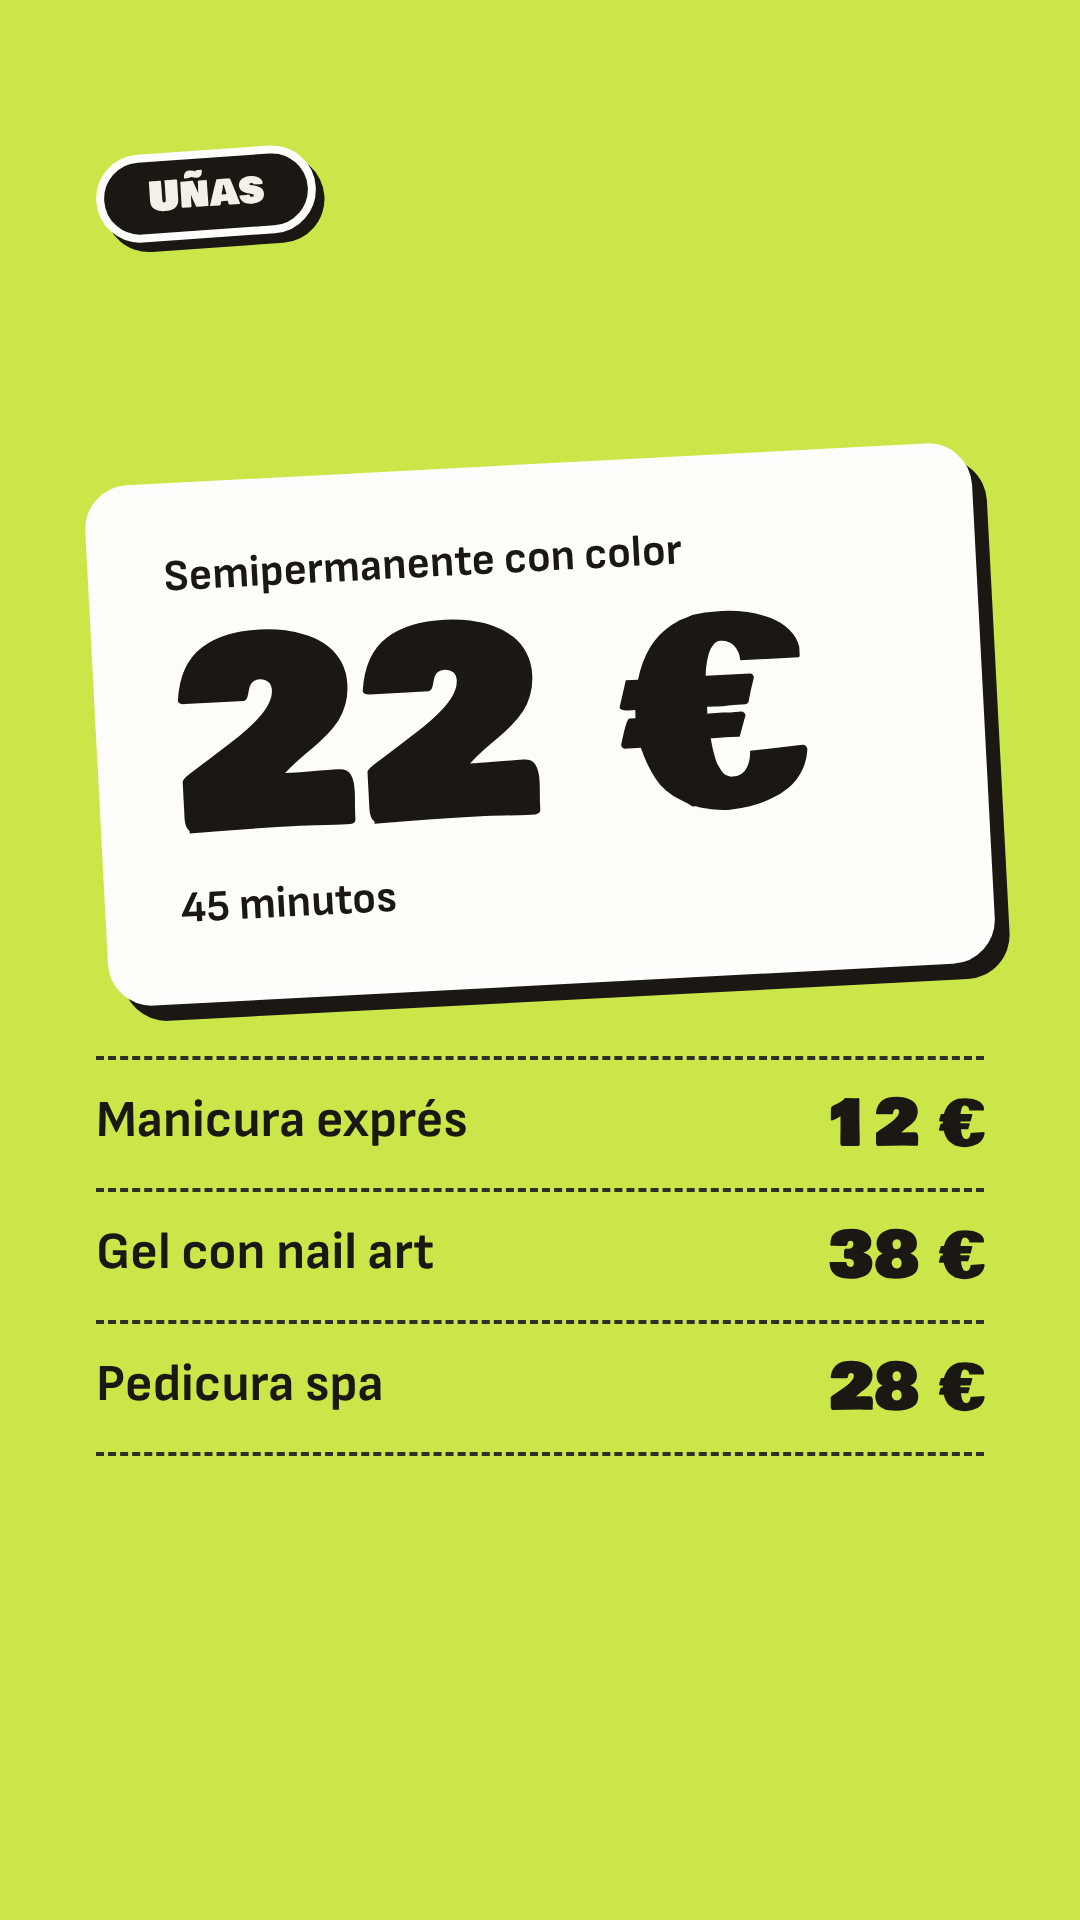 UÑAS
Semipermanente con color
22 €
45 minutos
Manicura exprés 12 €
Gel con nail art 38 €
Pedicura spa 28 €